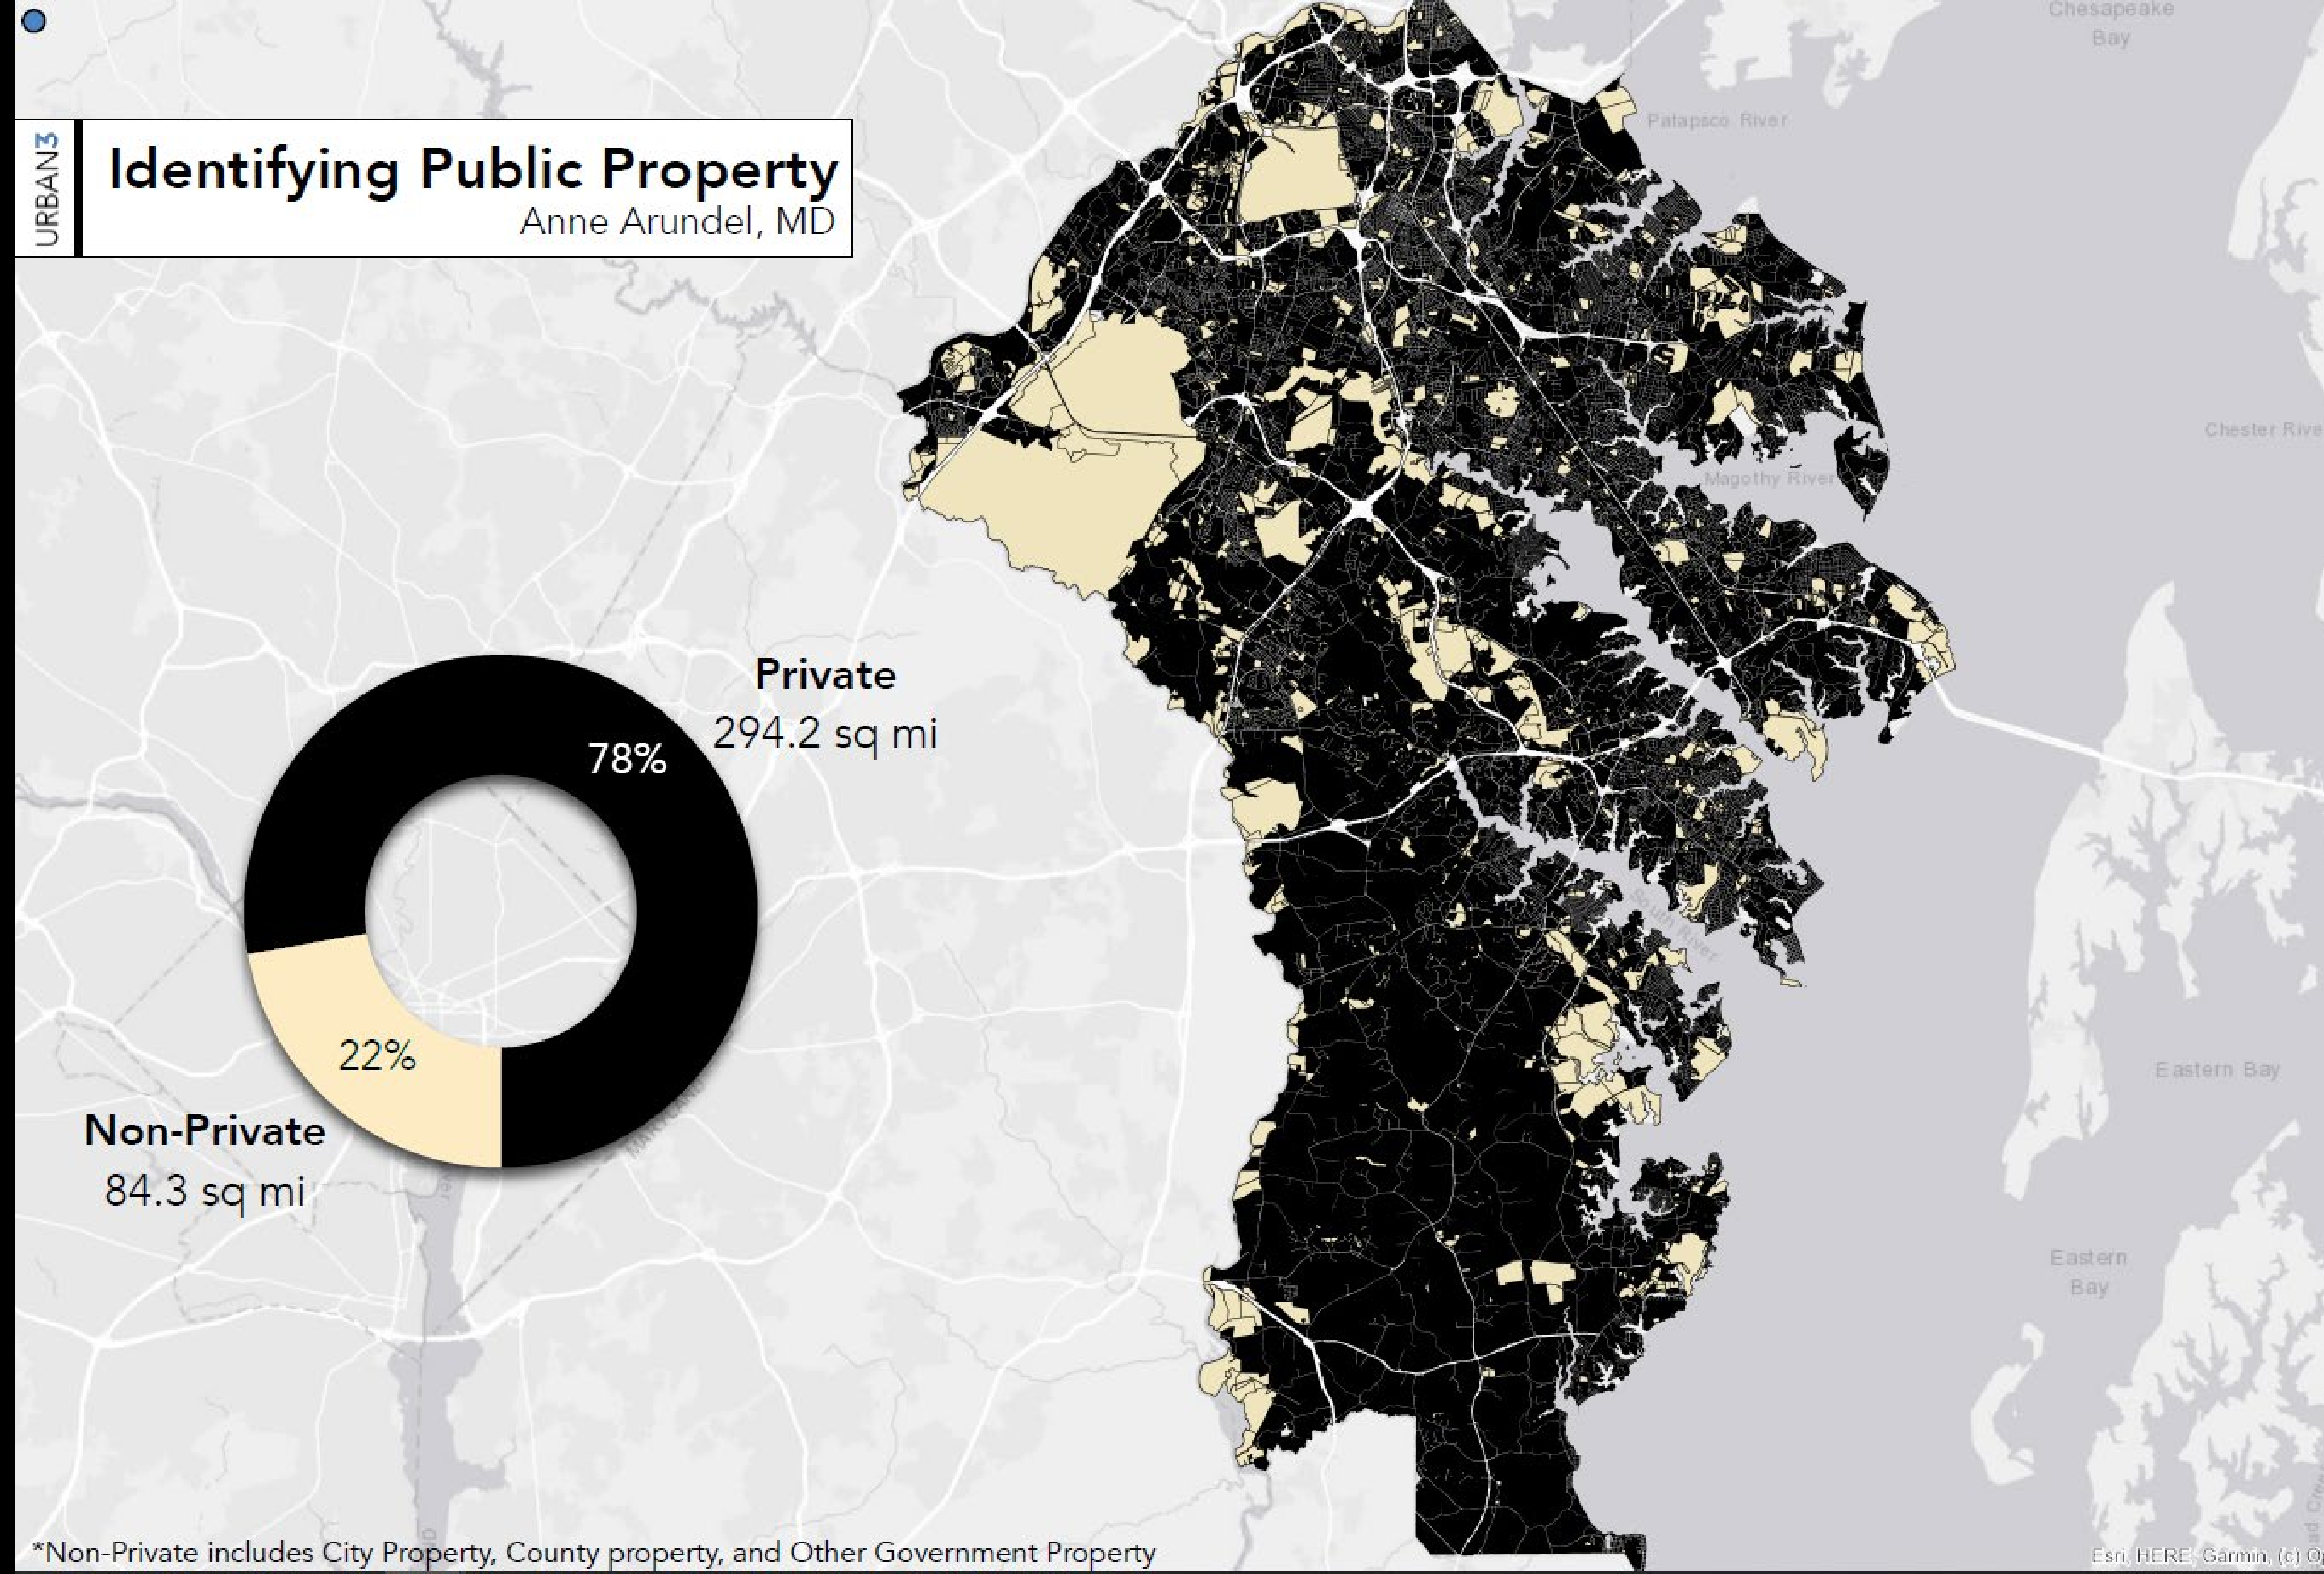 URBAN3
Identifying Public Property
Anne Arundel, MD
Chesapeake
Bay
Patapsco River
Chester Rive
Magothy River
Private
294.2 sq mi
78%
South River
22%
Non-Private
84.3 sq mi
MARYLAND
Eastern Bay
Eastern
Bay
*Non-Private includes City Property, County property, and Other Government Property
Esri, HERE, Garmin, (c) O